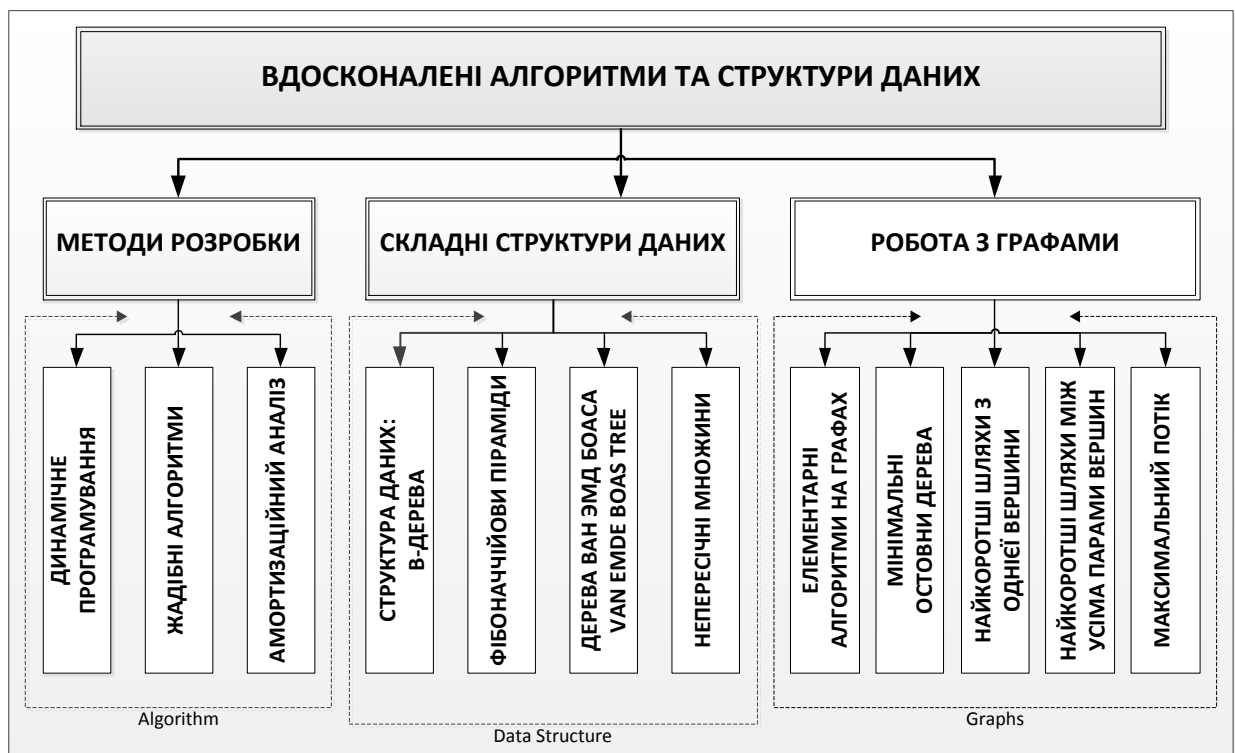 ВДОСКОНАЛЕНІ АЛГОРИТМИ ТА СТРУКТУРИ ДАНИХ
МЕТОДИ РОЗРОБКИ
СКЛАДНІ СТРУКТУРИ ДАНИХ
РОБОТА З ГРАФАМИ
ДИНАМІЧНЕ
ПРОГРАМУВАННЯ
ЖАДІБНІ АЛГОРИТМИ
АМОРТИЗАЦІЙНИЙ АНАЛІЗ
СТРУКТУРА ДАНИХ:
В-ДЕРЕВА
ФІБОНАЧЧІЙОВИ ПІРАМІДИ
ДЕРЕВА ВАН ЭМД БОАСА
VAN EMDE BOAS TREE
НЕПЕРЕСІЧНІ МНОЖИНИ
ЕЛЕМЕНТАРНІ
АЛГОРИТМИ НА ГРАФАХ
МІНІМАЛЬНІ
ОСТОВНИ ДЕРЕВА
НАЙКОРОТШІ ШЛЯХИ З
ОДНІЄЇ ВЕРШИНИ
НАЙКОРОТШІ ШЛЯХИ МІЖ
УСІМА ПАРАМИ ВЕРШИН
МАКСИМАЛЬНИЙ ПОТІК
Algorithm
Data Structure
Graphs